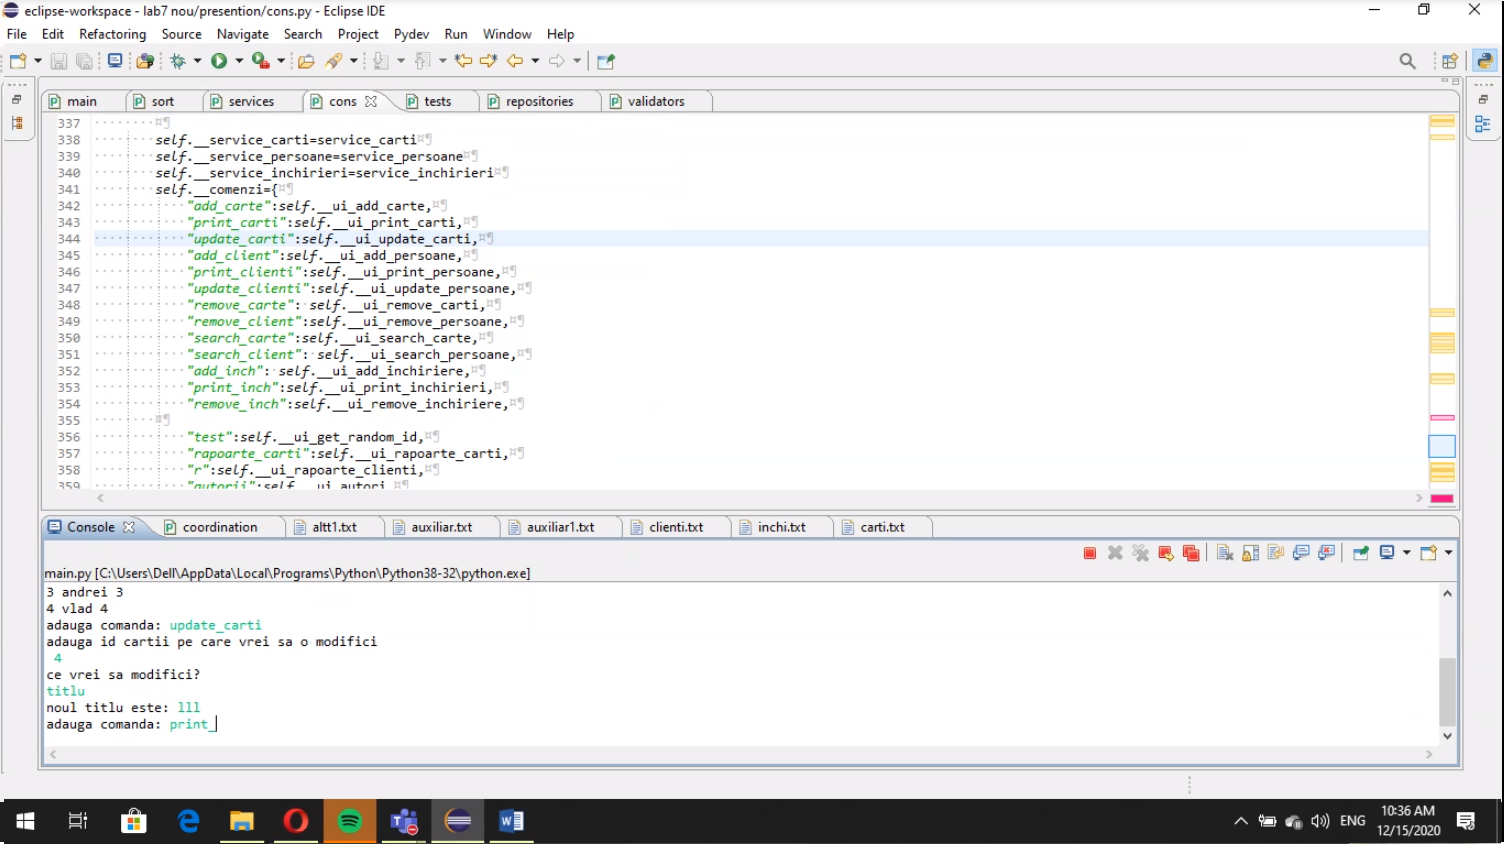 eclipse-workspace - lab7 nou/presention/cons.py - Eclipse IDE
File Edit Refactoring Source Navigate Search Project Pydev Run Window Help
main sort services cons tests repositories validators
337
338 self.__service_carti=service_carti
339 self.__service_persoane=service_persoane
340 self.__service_inchirieri=service_inchirieri
341 self.__comenzi={
342 "add_carte":self.__ui_add_carte,
343 "print_carti":self.__ui_print_carti,
344 "update_carti":self.__ui_update_carti,
345 "add_client":self.__ui_add_persoane,
346 "print_clienti":self.__ui_print_persoane,
347 "update_clienti":self.__ui_update_persoane,
348 "remove_carte": self.__ui_remove_carti,
349 "remove_client":self.__ui_remove_persoane,
350 "search_carte":self.__ui_search_carte,
351 "search_client": self.__ui_search_persoane,
352 "add_inch": self.__ui_add_inchiriere,
353 "print_inch":self.__ui_print_inchirieri,
354 "remove_inch":self.__ui_remove_inchiriere,
355
356 "test":self.__ui_get_random_id,
357 "rapoarte_carti":self.__ui_rapoarte_carti,
358 "r":self.__ui_rapoarte_clienti,
359 "autorii":self.__ui_autori,
Console coordination altt1.txt auxiliar.txt auxiliar1.txt clienti.txt inchi.txt carti.txt
main.py [C:\Users\Dell\AppData\Local\Programs\Python\Python38-32\python.exe]
3 andrei 3
4 vlad 4
adauga comanda: update_carti
adauga id cartii pe care vrei sa o modifici
4
ce vrei sa modifici?
titlu
noul titlu este: lll
adauga comanda: print_
ENG
10:36 AM
12/15/2020